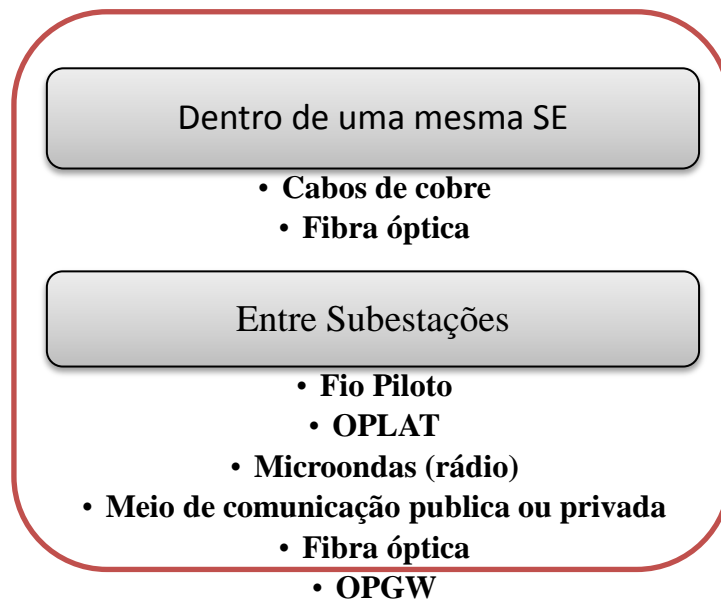 Dentro de uma mesma SE
• Cabos de cobre
• Fibra óptica
Entre Subestações
• Fio Piloto
• OPLAT
• Microondas (rádio)
• Meio de comunicação publica ou privada
• Fibra óptica
• OPGW